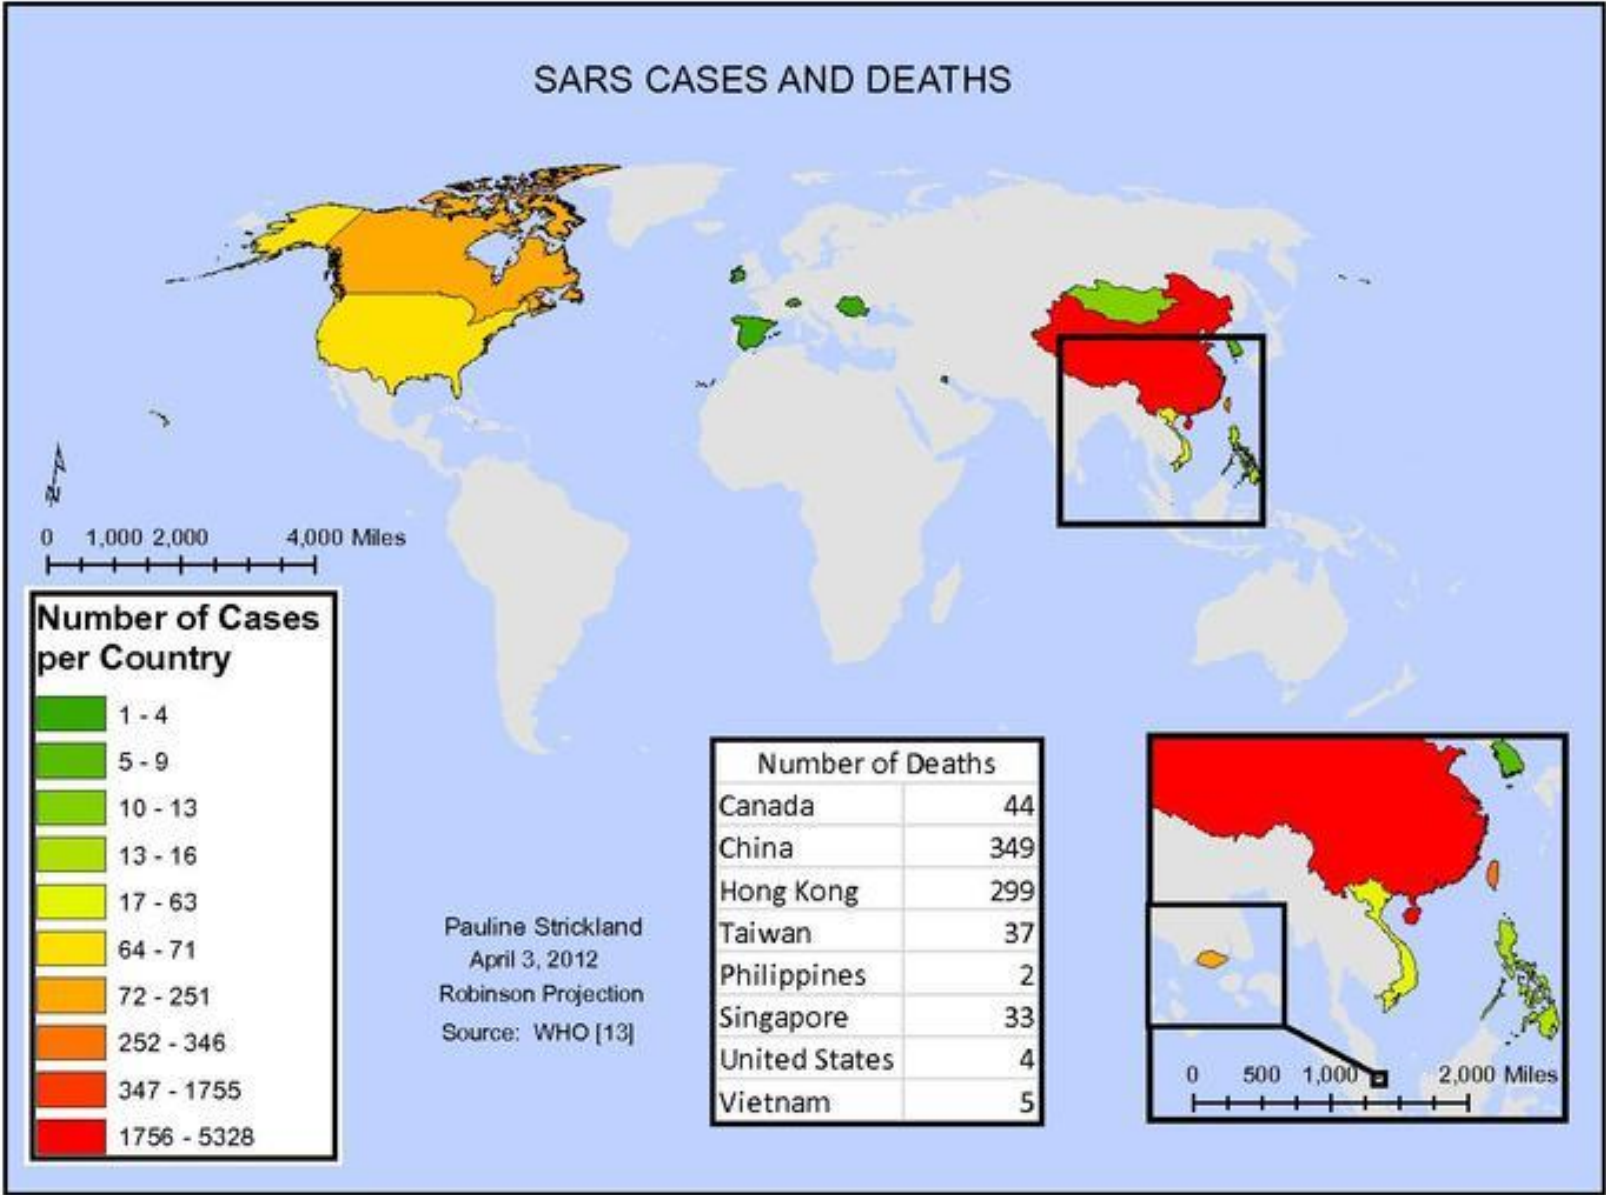 SARS CASES AND DEATHS
N
0 1,000 2,000 4,000 Miles
Number of Cases
per Country
1 - 4
5 - 9
10 - 13
13 - 16
17 - 63
64 - 71
72 - 251
252 - 346
347 - 1755
1756 - 5328
Pauline Strickland
April 3, 2012
Robinson Projection
Source: WHO [13]
Number of Deaths
Canada 44
China 349
Hong Kong 299
Taiwan 37
Philippines 2
Singapore 33
United States 4
Vietnam 5
0 500 1,000 2,000 Miles